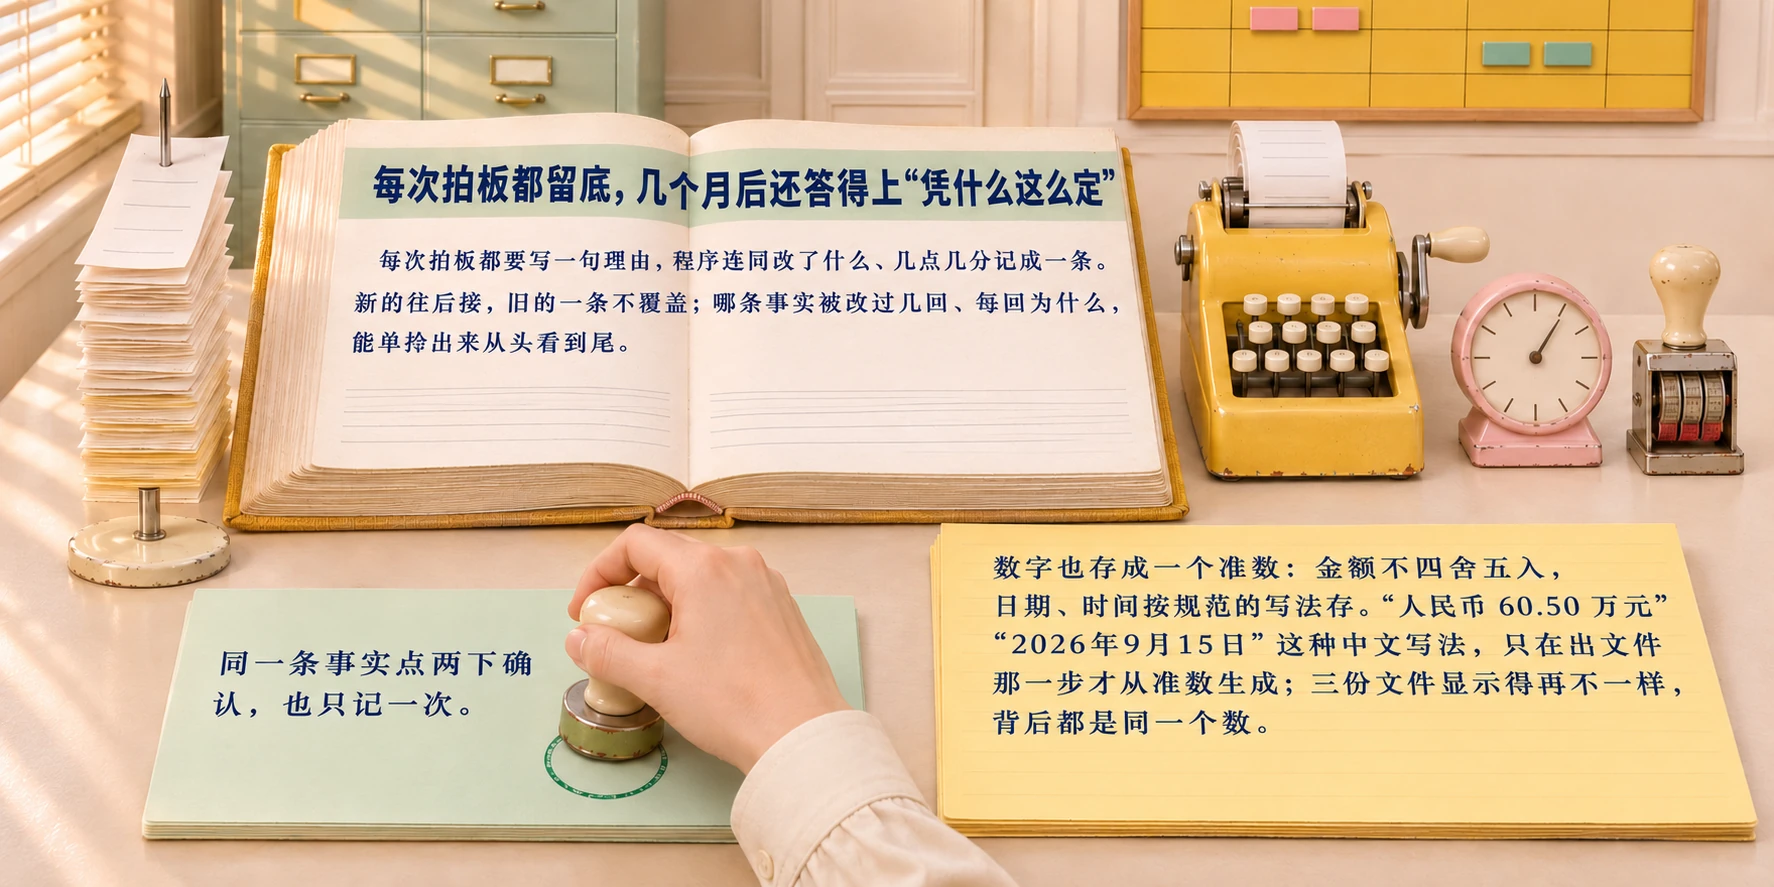 每次拍板都留底，几个月后还答得上“凭什么这么定”
每次拍板都要写一句理由，程序连同改了什么、几点几分记成一条。
新的往后接，旧的一条不覆盖；哪条事实被改过几回、每回为什么，
能单拎出来从头看到尾。
同一条事实点两下确
认，也只记一次。
数字也存成一个准数：金额不四舍五入，
日期、时间按规范的写法存。“人民币 60.50 万元”
“2026年9月15日”这种中文写法，只在出文件
那一步才从准数生成；三份文件显示得再不一样，
背后都是同一个数。